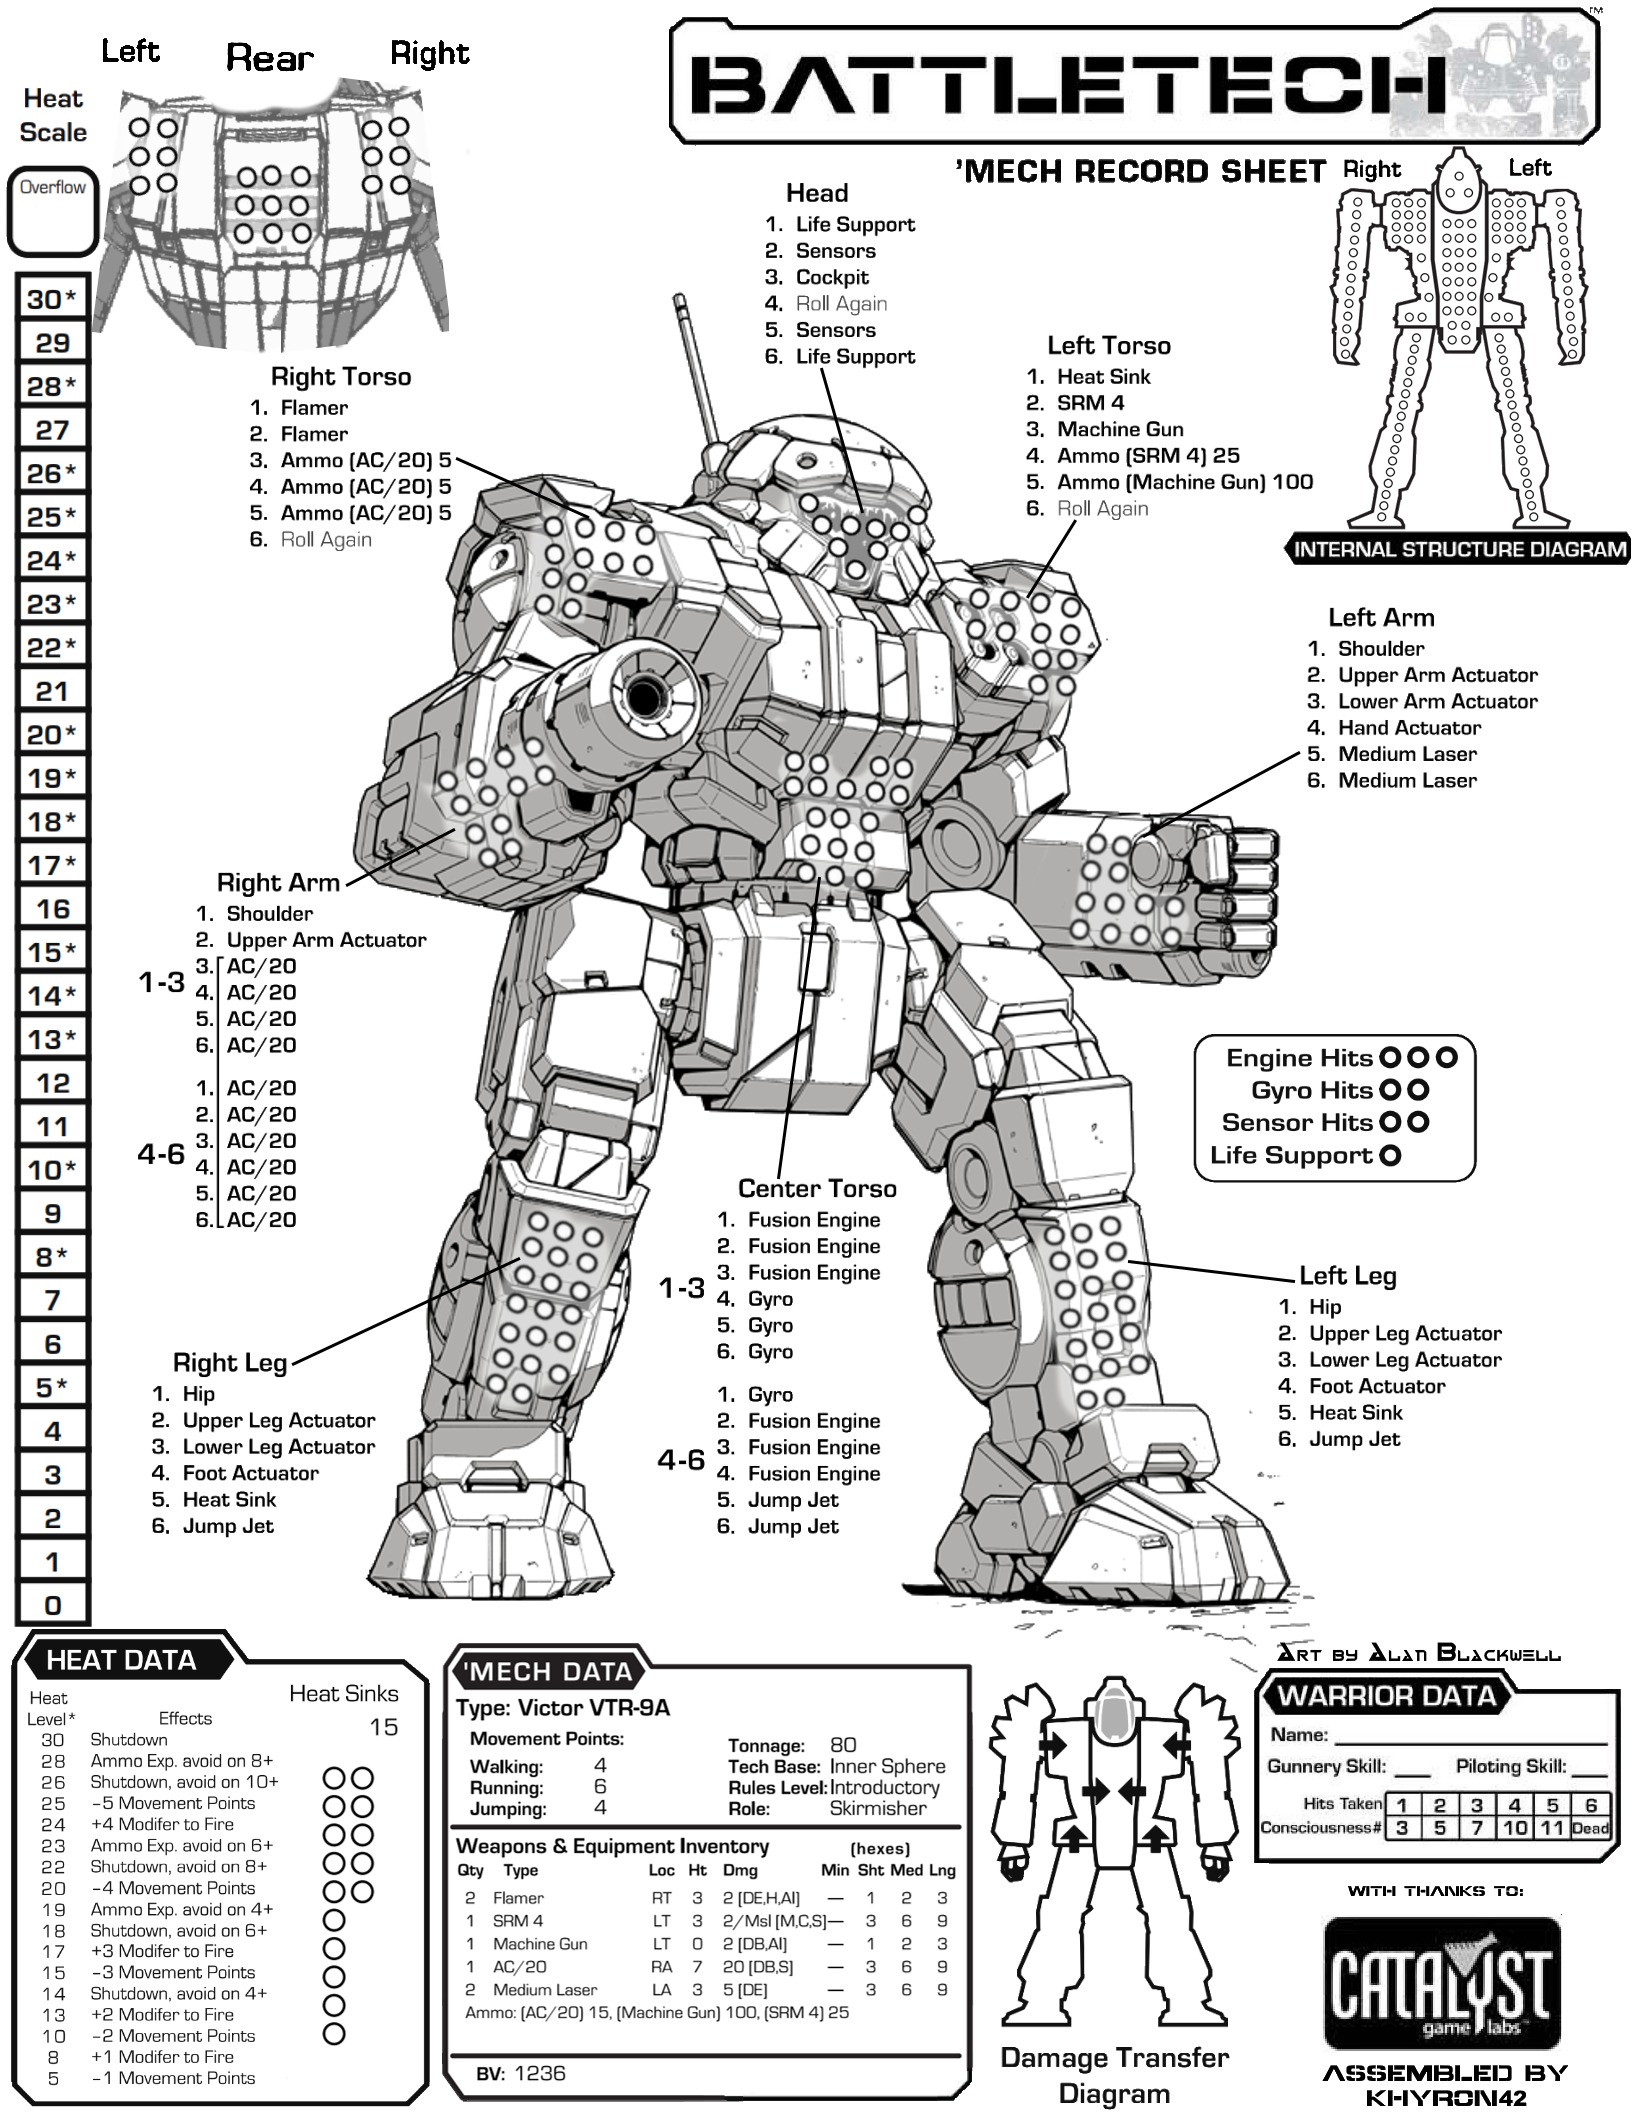 Left Rear Right
BATTLETECH™
'MECH RECORD SHEET
Heat
Scale
Overflow
30*
29
28*
27
26*
25*
24*
23*
22*
21
20*
19*
18*
17*
16
15*
14*
13*
12
11
10*
9
8*
7
6
5*
4
3
2
1
0
Head
1. Life Support
2. Sensors
3. Cockpit
4. Roll Again
5. Sensors
6. Life Support
Right Left
INTERNAL STRUCTURE DIAGRAM
Right Torso
1. Flamer
2. Flamer
3. Ammo (AC/20) 5
4. Ammo (AC/20) 5
5. Ammo (AC/20) 5
6. Roll Again
Left Torso
1. Heat Sink
2. SRM 4
3. Machine Gun
4. Ammo (SRM 4) 25
5. Ammo (Machine Gun) 100
6. Roll Again
Left Arm
1. Shoulder
2. Upper Arm Actuator
3. Lower Arm Actuator
4. Hand Actuator
5. Medium Laser
6. Medium Laser
Right Arm
1. Shoulder
2. Upper Arm Actuator
1-3
3. AC/20
4. AC/20
5. AC/20
6. AC/20
4-6
1. AC/20
2. AC/20
3. AC/20
4. AC/20
5. AC/20
6. AC/20
Engine Hits
Gyro Hits
Sensor Hits
Life Support
Center Torso
1-3
1. Fusion Engine
2. Fusion Engine
3. Fusion Engine
4. Gyro
5. Gyro
6. Gyro
4-6
1. Gyro
2. Fusion Engine
3. Fusion Engine
4. Fusion Engine
5. Jump Jet
6. Jump Jet
Right Leg
1. Hip
2. Upper Leg Actuator
3. Lower Leg Actuator
4. Foot Actuator
5. Heat Sink
6. Jump Jet
Left Leg
1. Hip
2. Upper Leg Actuator
3. Lower Leg Actuator
4. Foot Actuator
5. Heat Sink
6. Jump Jet
HEAT DATA
Heat
Level* Effects
Heat Sinks
15
30 Shutdown
28 Ammo Exp. avoid on 8+
26 Shutdown, avoid on 10+
25 -5 Movement Points
24 +4 Modifer to Fire
23 Ammo Exp. avoid on 6+
22 Shutdown, avoid on 8+
20 -4 Movement Points
19 Ammo Exp. avoid on 4+
18 Shutdown, avoid on 6+
17 +3 Modifer to Fire
15 -3 Movement Points
14 Shutdown, avoid on 4+
13 +2 Modifer to Fire
10 -2 Movement Points
8 +1 Modifer to Fire
5 -1 Movement Points
'MECH DATA
Type: Victor VTR-9A
Movement Points:
Walking: 4
Running: 6
Jumping: 4
Tonnage: 80
Tech Base: Inner Sphere
Rules Level: Introductory
Role: Skirmisher
Weapons & Equipment Inventory (hexes)
Qty Type Loc Ht Dmg Min Sht Med Lng
2 Flamer RT 3 2 [DE,H,AI] — 1 2 3
1 SRM 4 LT 3 2/Msl [M,C,S] — 3 6 9
1 Machine Gun LT 0 2 [DB,AI] — 1 2 3
1 AC/20 RA 7 20 [DB,S] — 3 6 9
2 Medium Laser LA 3 5 [DE] — 3 6 9
Ammo: (AC/20) 15, (Machine Gun) 100, (SRM 4) 25
BV: 1236
Damage Transfer
Diagram
Art by Alan Blackwell
WARRIOR DATA
Name:
Gunnery Skill: Piloting Skill:
Hits Taken 1 2 3 4 5 6
Consciousness# 3 5 7 10 11 Dead
WITH THANKS TO:
CATALYST
game labs™
ASSEMBLED BY
KHYRON42